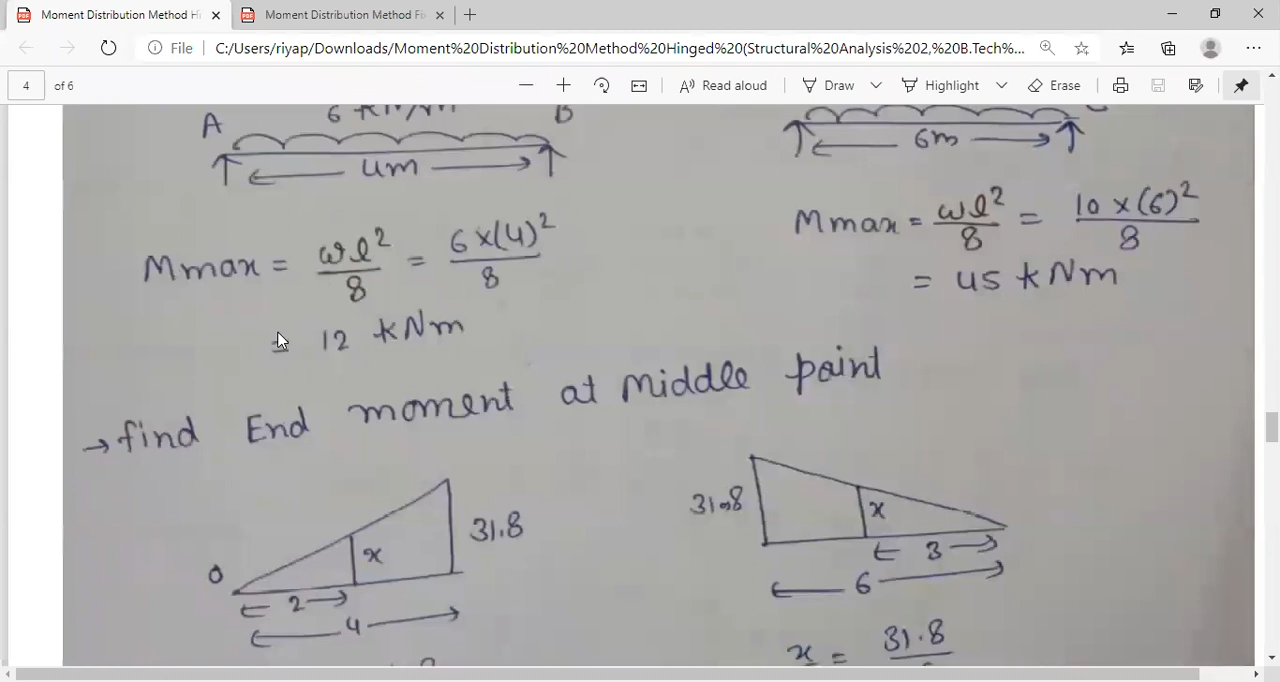 Moment Distribution Method Hi
Moment Distribution Method Fi
File
C:/Users/riyap/Downloads/Moment%20Distribution%20Method%20Hinged%20(Structural%20Analysis%202,%20B.Tech%...
4 of 6
Read aloud
Draw
Highlight
Erase
A 6 kN/m B
4m
6m
Mmax = wl²/8 = 6×(4)²/8
= 12 kNm
Mmax = wl²/8 = 10×(6)²/8
= 45 kNm
→ find End moment at Middle point
0 x 31.8
2
4
31.8 x
3
6
x = 31.8